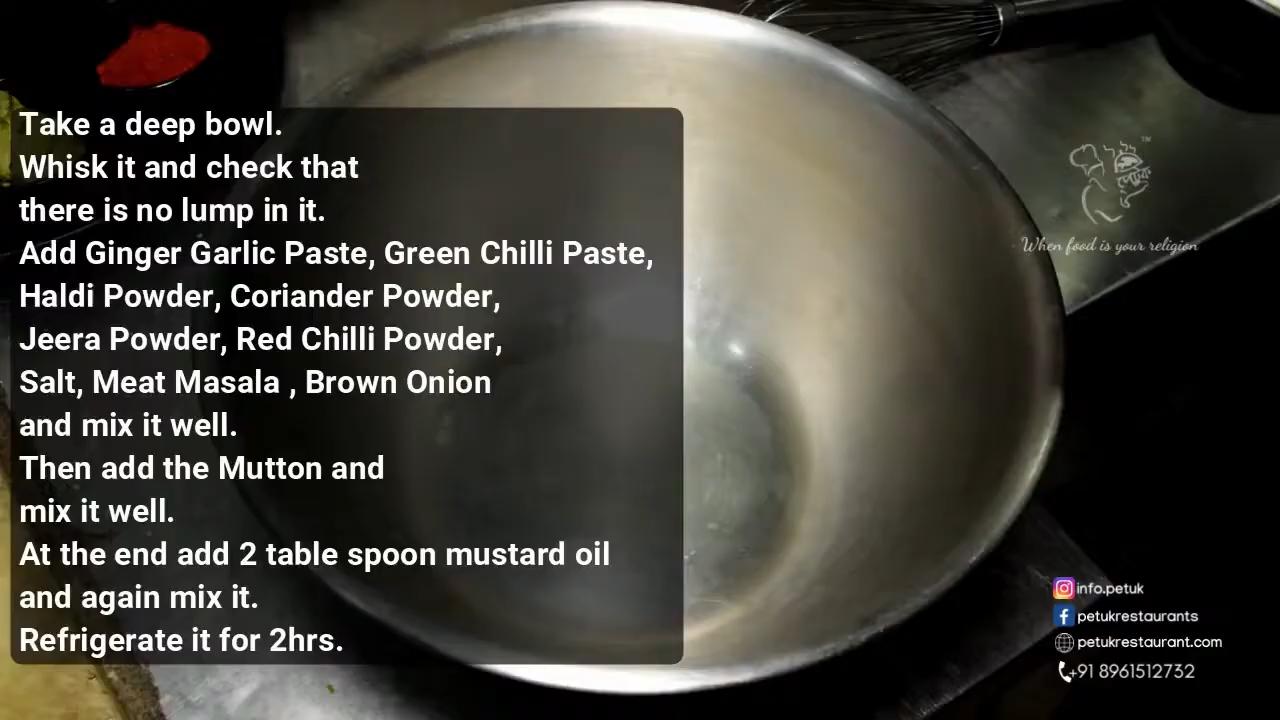 Take a deep bowl.
Whisk it and check that
there is no lump in it.
Add Ginger Garlic Paste, Green Chilli Paste,
Haldi Powder, Coriander Powder,
Jeera Powder, Red Chilli Powder,
Salt, Meat Masala , Brown Onion
and mix it well.
Then add the Mutton and
mix it well.
At the end add 2 table spoon mustard oil
and again mix it.
Refrigerate it for 2hrs.
TM
When food is your religion
info.petuk
petukrestaurants
petukrestaurant.com
+91 8961512732